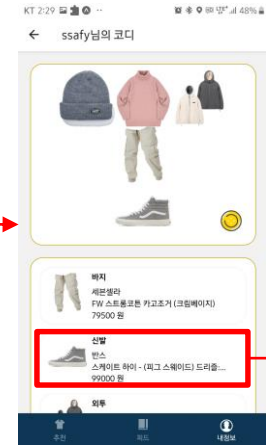 KT 2:29
48%
ssafy님의 코디
바지
세븐셀라
FW 스트롱코튼 카고조거 (크림베이지)
79500 원
신발
반스
스케이트 하이 - (피그 스웨이드) 드리즐:...
99000 원
외투
추천
피드
내정보